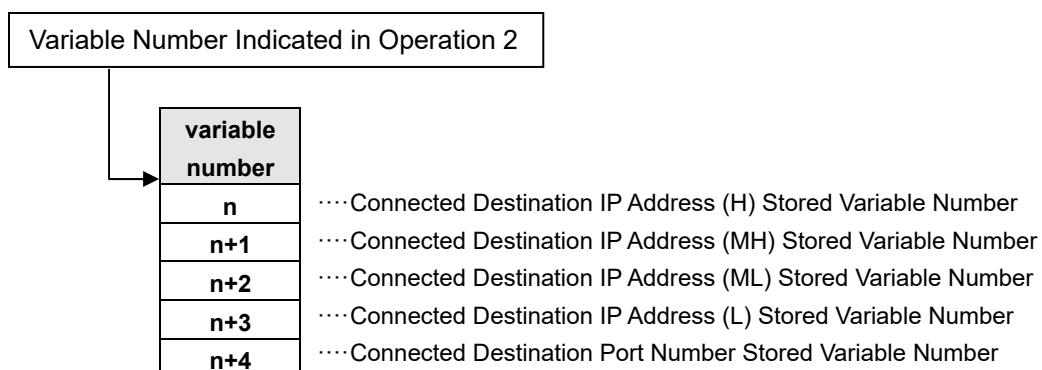 Variable Number Indicated in Operation 2
variable
number
n ····Connected Destination IP Address (H) Stored Variable Number
n+1 ····Connected Destination IP Address (MH) Stored Variable Number
n+2 ····Connected Destination IP Address (ML) Stored Variable Number
n+3 ····Connected Destination IP Address (L) Stored Variable Number
n+4 ····Connected Destination Port Number Stored Variable Number